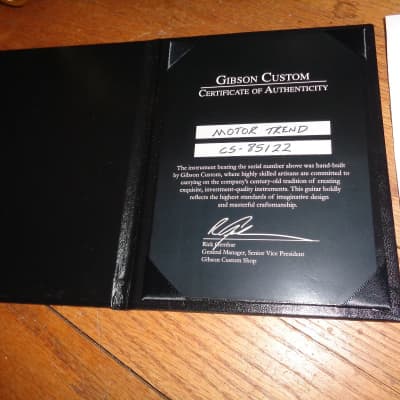 GIBSON CUSTOM
CERTIFICATE OF AUTHENTICITY
MOTOR TREND
CS-85122
The instrument bearing the serial number above was hand-built
by Gibson Custom, where highly skilled artisans are committed to
carrying on the company's century-old tradition of creating
exquisite, investment-quality instruments. This guitar boldly
reflects the highest standards of imaginative design
and masterful craftsmanship.
Rick Gembar
General Manager, Senior Vice President
Gibson Custom Shop